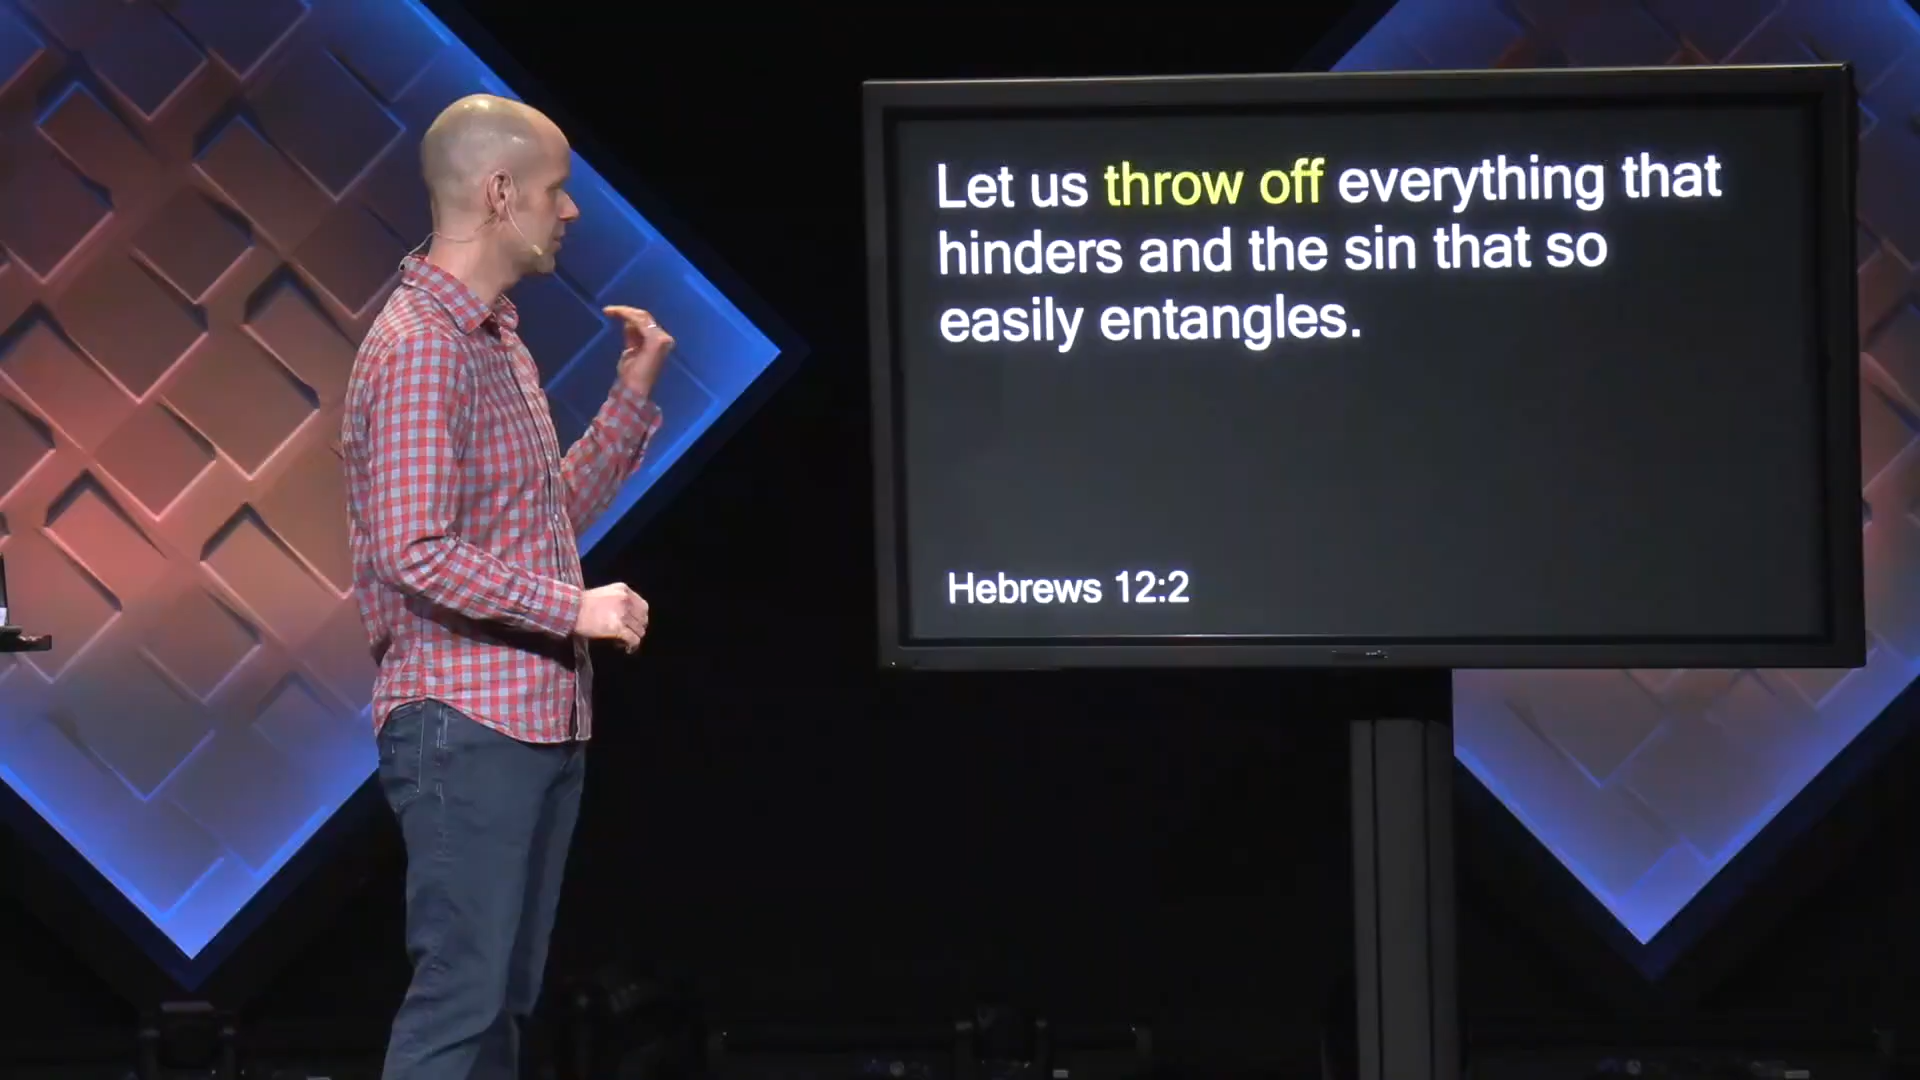 Let us throw off everything that
hinders and the sin that so
easily entangles.
Hebrews 12:2